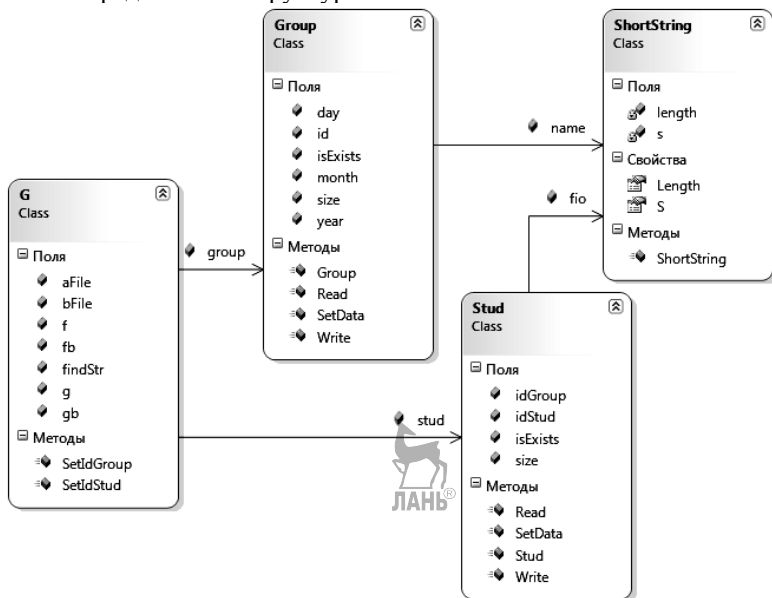 Group
Class
Поля
day
id
isExists
month
size
year
Методы
Group
Read
SetData
Write
name
ShortString
Class
Поля
length
s
Свойства
Length
S
Методы
ShortString
fio
G
Class
Поля
aFile
bFile
f
fb
findStr
g
gb
Методы
SetIdGroup
SetIdStud
group
stud
Stud
Class
Поля
idGroup
idStud
isExists
size
Методы
Read
SetData
Stud
Write
ЛАНЬ®